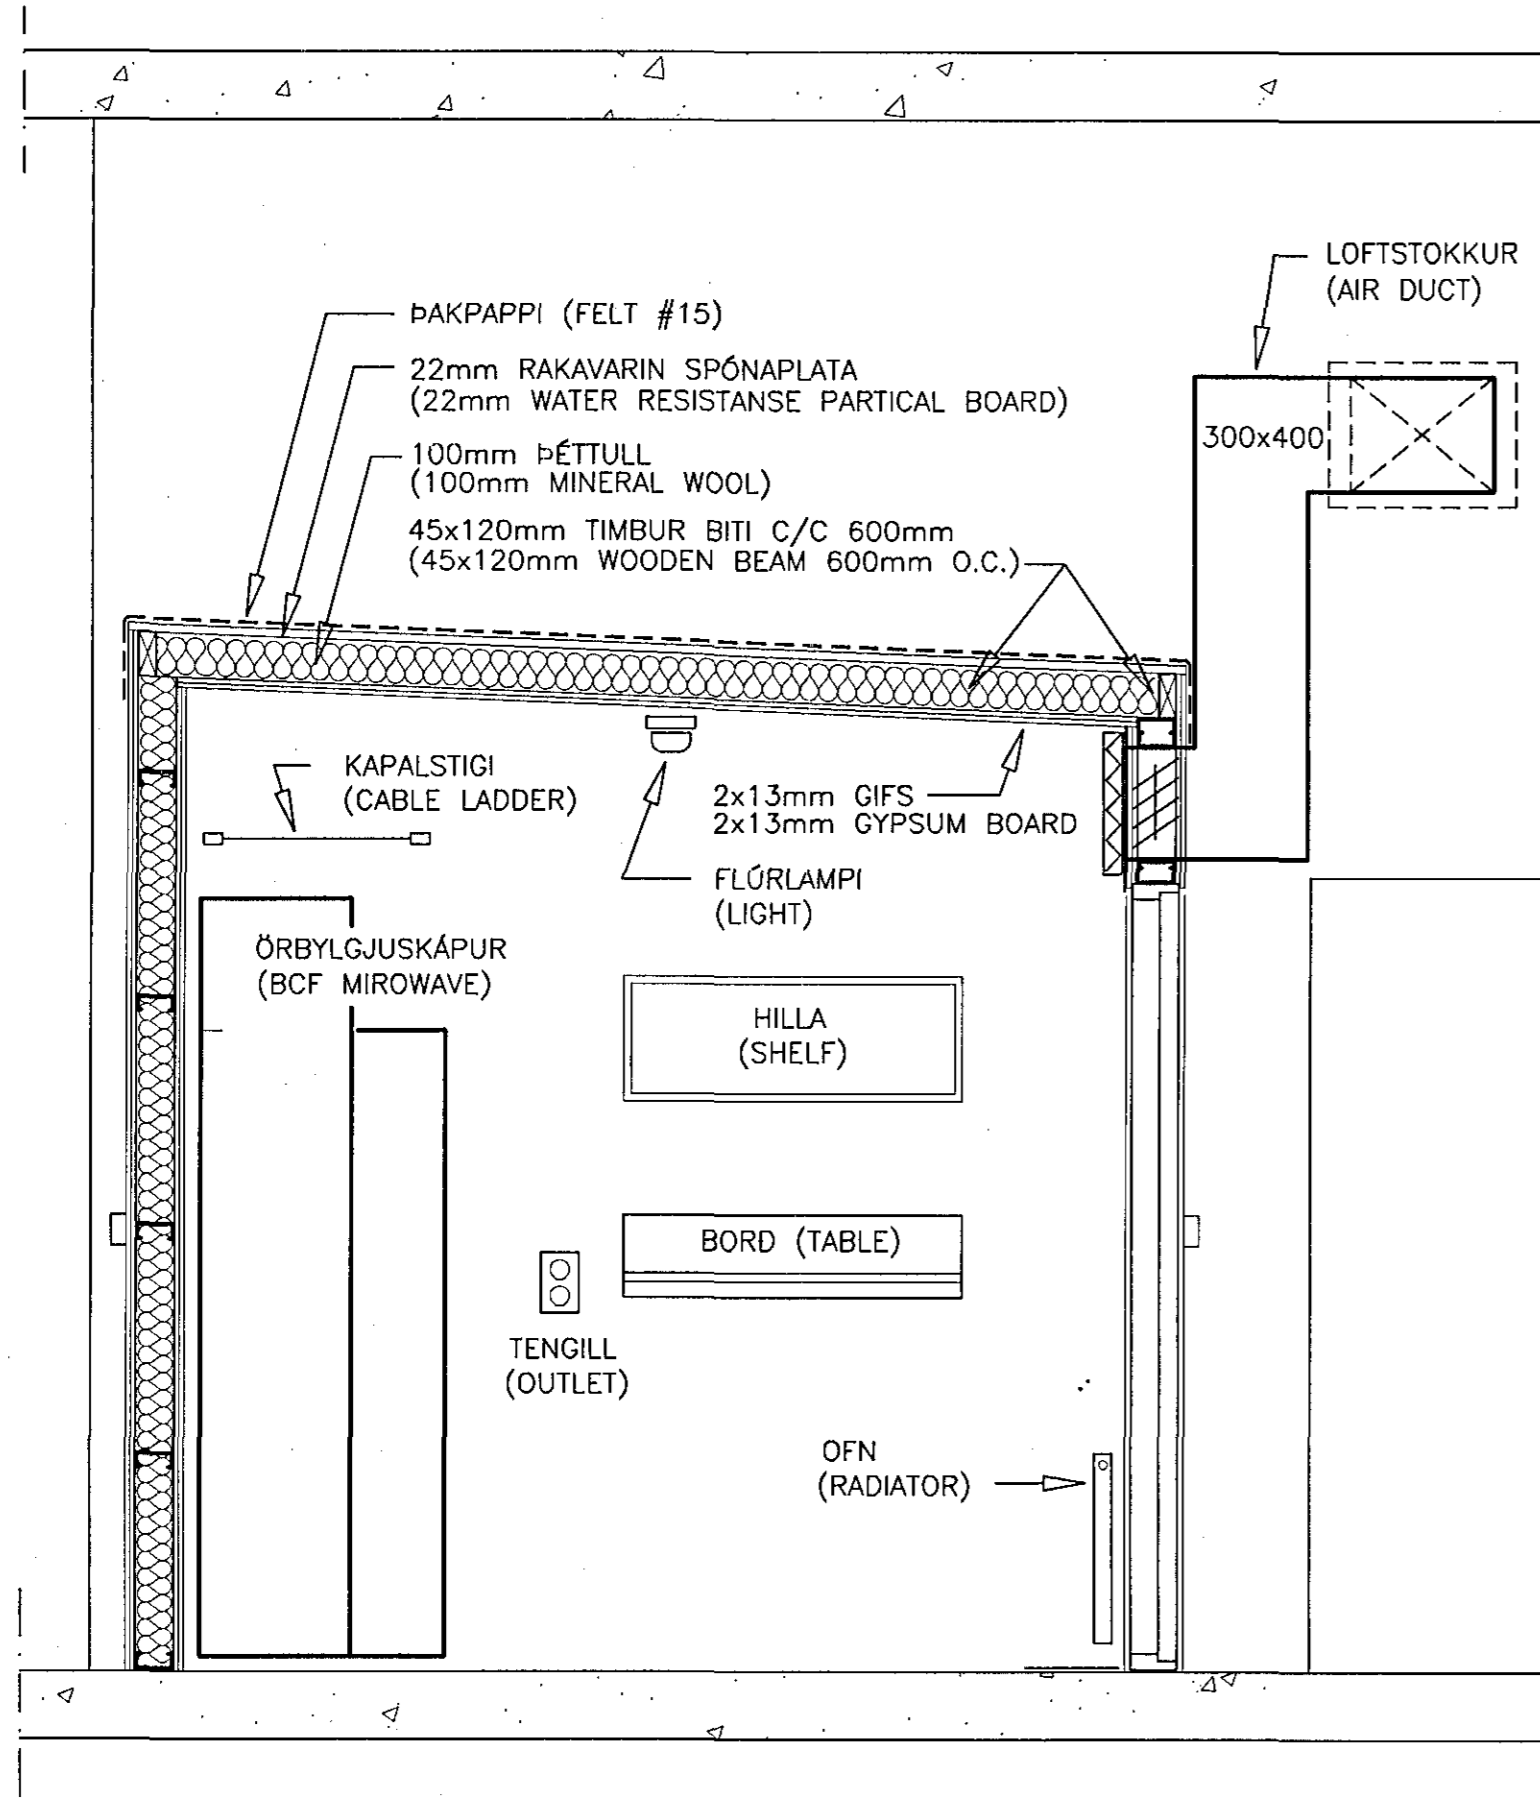 LOFTSTOKKUR
(AIR DUCT)
ÞAKPAPPI (FELT #15)
22mm RAKAVARIN SPÓNAPLATA
(22mm WATER RESISTANSE PARTICAL BOARD)
300x400
100mm ÞÉTTULL
(100mm MINERAL WOOL)
45x120mm TIMBUR BITI C/C 600mm
(45x120mm WOODEN BEAM 600mm O.C.)
KAPALSTIGI
(CABLE LADDER)
2x13mm GIFS
2x13mm GYPSUM BOARD
FLÚRLAMPI
(LIGHT)
ÖRBYLGJUSKÁPUR
(BCF MIROWAVE)
HILLA
(SHELF)
BORÐ (TABLE)
TENGILL
(OUTLET)
OFN
(RADIATOR)